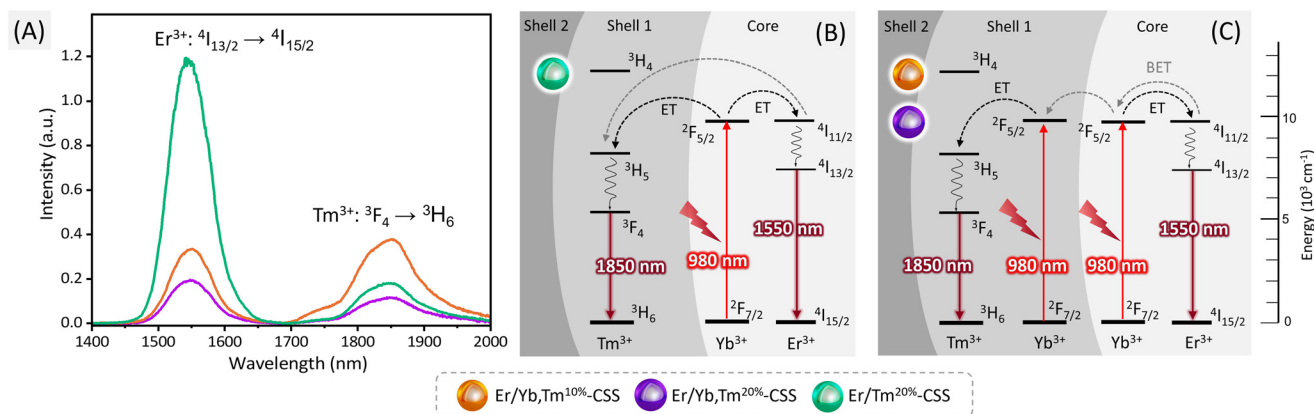 (A)
Er³⁺: ⁴I₁₃/₂ → ⁴I₁₅/₂
Tm³⁺: ³F₄ → ³H₆
Intensity (a.u.)
1.2
1.0
0.8
0.6
0.4
0.2
0.0
1400 1500 1600 1700 1800 1900 2000
Wavelength (nm)
Shell 2 Shell 1 Core
(B)
³H₄
ET ET
²F₅/₂ ⁴I₁₁/₂
³H₅ ⁴I₁₃/₂
³F₄
1550 nm
1850 nm 980 nm
³H₆ ²F₇/₂ ⁴I₁₅/₂
Tm³⁺ Yb³⁺ Er³⁺
Shell 2 Shell 1 Core
(C)
³H₄ BET
ET ET
²F₅/₂ ²F₅/₂ ⁴I₁₁/₂
³H₅ ⁴I₁₃/₂
³F₄
1550 nm
1850 nm 980 nm 980 nm
³H₆ ²F₇/₂ ²F₇/₂ ⁴I₁₅/₂
Tm³⁺ Yb³⁺ Yb³⁺ Er³⁺
10
5
0
Energy (10³ cm⁻¹)
Er/Yb,Tm¹⁰%-CSS Er/Yb,Tm²⁰%-CSS Er/Tm²⁰%-CSS